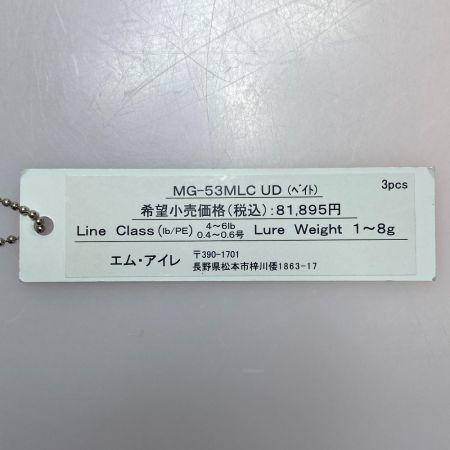 MG-53MLC UD (ベイト) 3pcs
希望小売価格(税込):81,895円
Line Class(lb/PE) 4~6lb 0.4~0.6号 Lure Weight 1~8g
エム・アイレ 〒390-1701
長野県松本市梓川倭1863-17